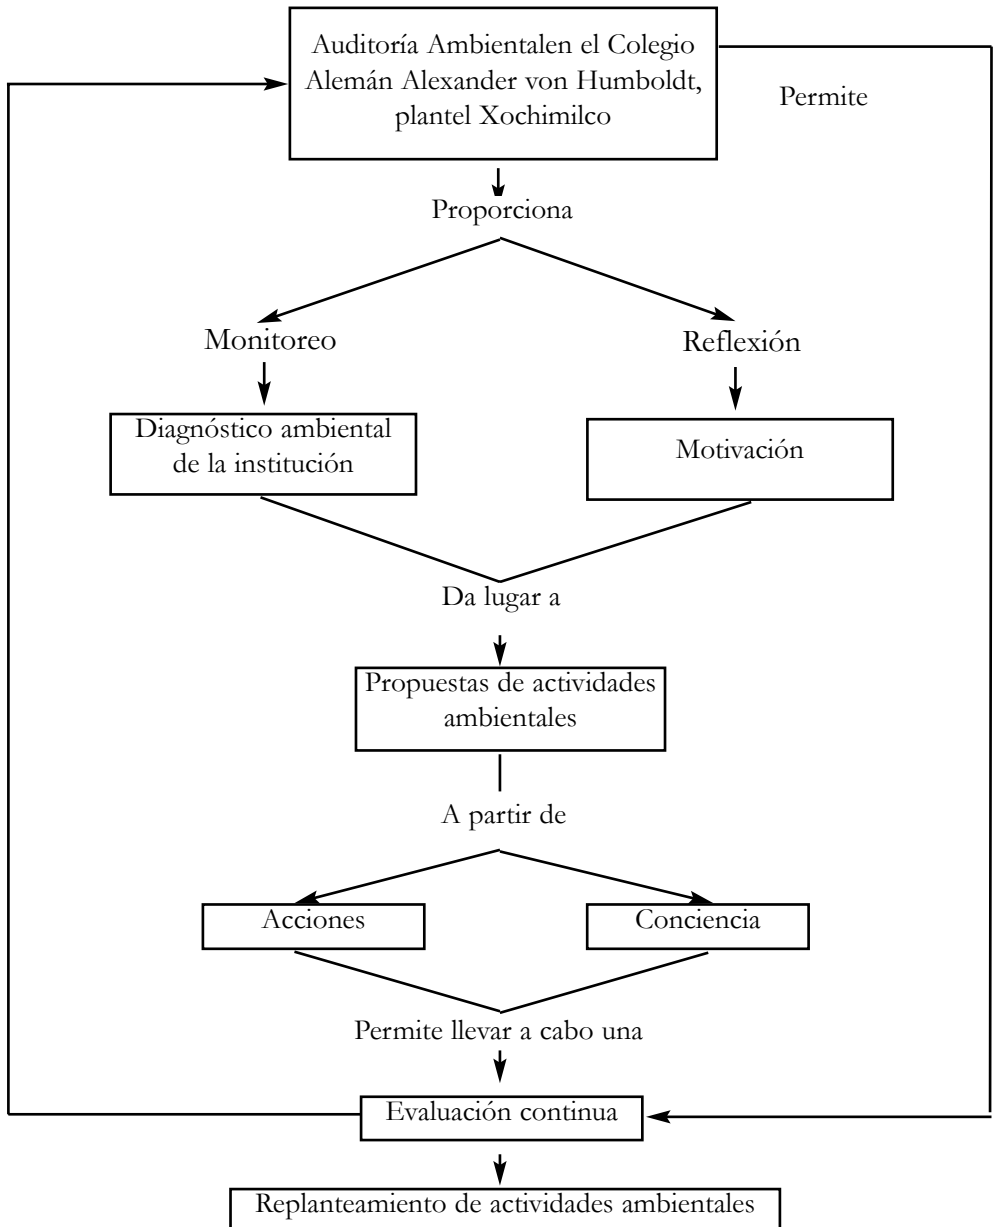 Auditoría Ambientalen el Colegio
Alemán Alexander von Humboldt,
plantel Xochimilco
Permite
Proporciona
Monitoreo
Reflexión
Diagnóstico ambiental
de la institución
Motivación
Da lugar a
Propuestas de actividades
ambientales
A partir de
Acciones
Conciencia
Permite llevar a cabo una
Evaluación continua
Replanteamiento de actividades ambientales